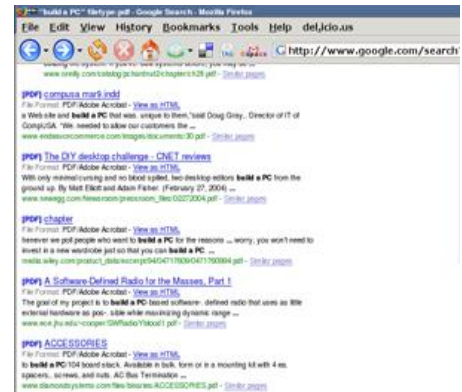 "build a PC" filetype:pdf - Google Search - Mozilla Firefox
File Edit View History Bookmarks Tools Help del.icio.us
http://www.google.com/search
Similar pages
[PDF] compusa mar9.indd
File Format: PDF/Adobe Acrobat - View as HTML
a Web site and build a PC that was. unique to them,"said Doug Gray,. Director of IT of
CompUSA. "We. needed to allow our customers the ...
Similar pages
[PDF] The DIY desktop challenge - CNET reviews
File Format: PDF/Adobe Acrobat - View as HTML
With only minimal cursing and no blood spilled, two desktop editors build a PC from the
ground up. By Matt Elliott and Adam Fisher. (February 27, 2004) ...
Similar pages
[PDF] chapter
File Format: PDF/Adobe Acrobat - View as HTML
henever we poll people who want to build a PC for the reasons ... worry, you won't need to
invest in a new wardrobe just so that you can build a PC.
Similar pages
[PDF] A Software-Defined Radio for the Masses, Part 1
File Format: PDF/Adobe Acrobat - View as HTML
The goal of my project is to build a PC-based software- defined radio that uses as little
external hardware as pos-. sible while maximizing dynamic range ...
Similar pages
[PDF] ACCESSORIES
File Format: PDF/Adobe Acrobat - View as HTML
to build a PC/104 board stack. Available in bulk. form or in a mounting kit with 4 ea.
spacers,. screws, and nuts. AC Bus Termination ...
www.diamondsystems.com/files/binaries/ACCESSORIES.pdf - Similar pages